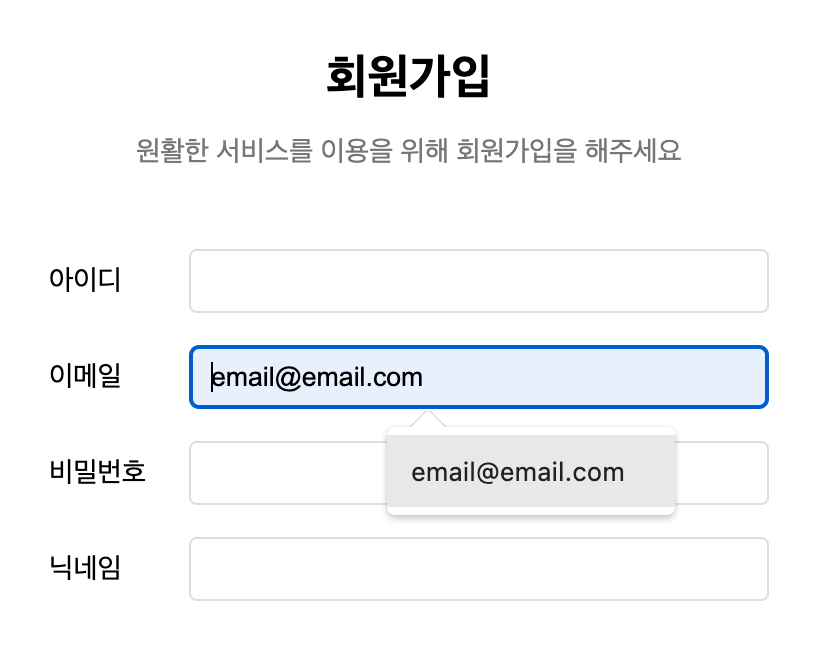 회원가입
원활한 서비스를 이용을 위해 회원가입을 해주세요
아이디
이메일
email@email.com
비밀번호
email@email.com
닉네임